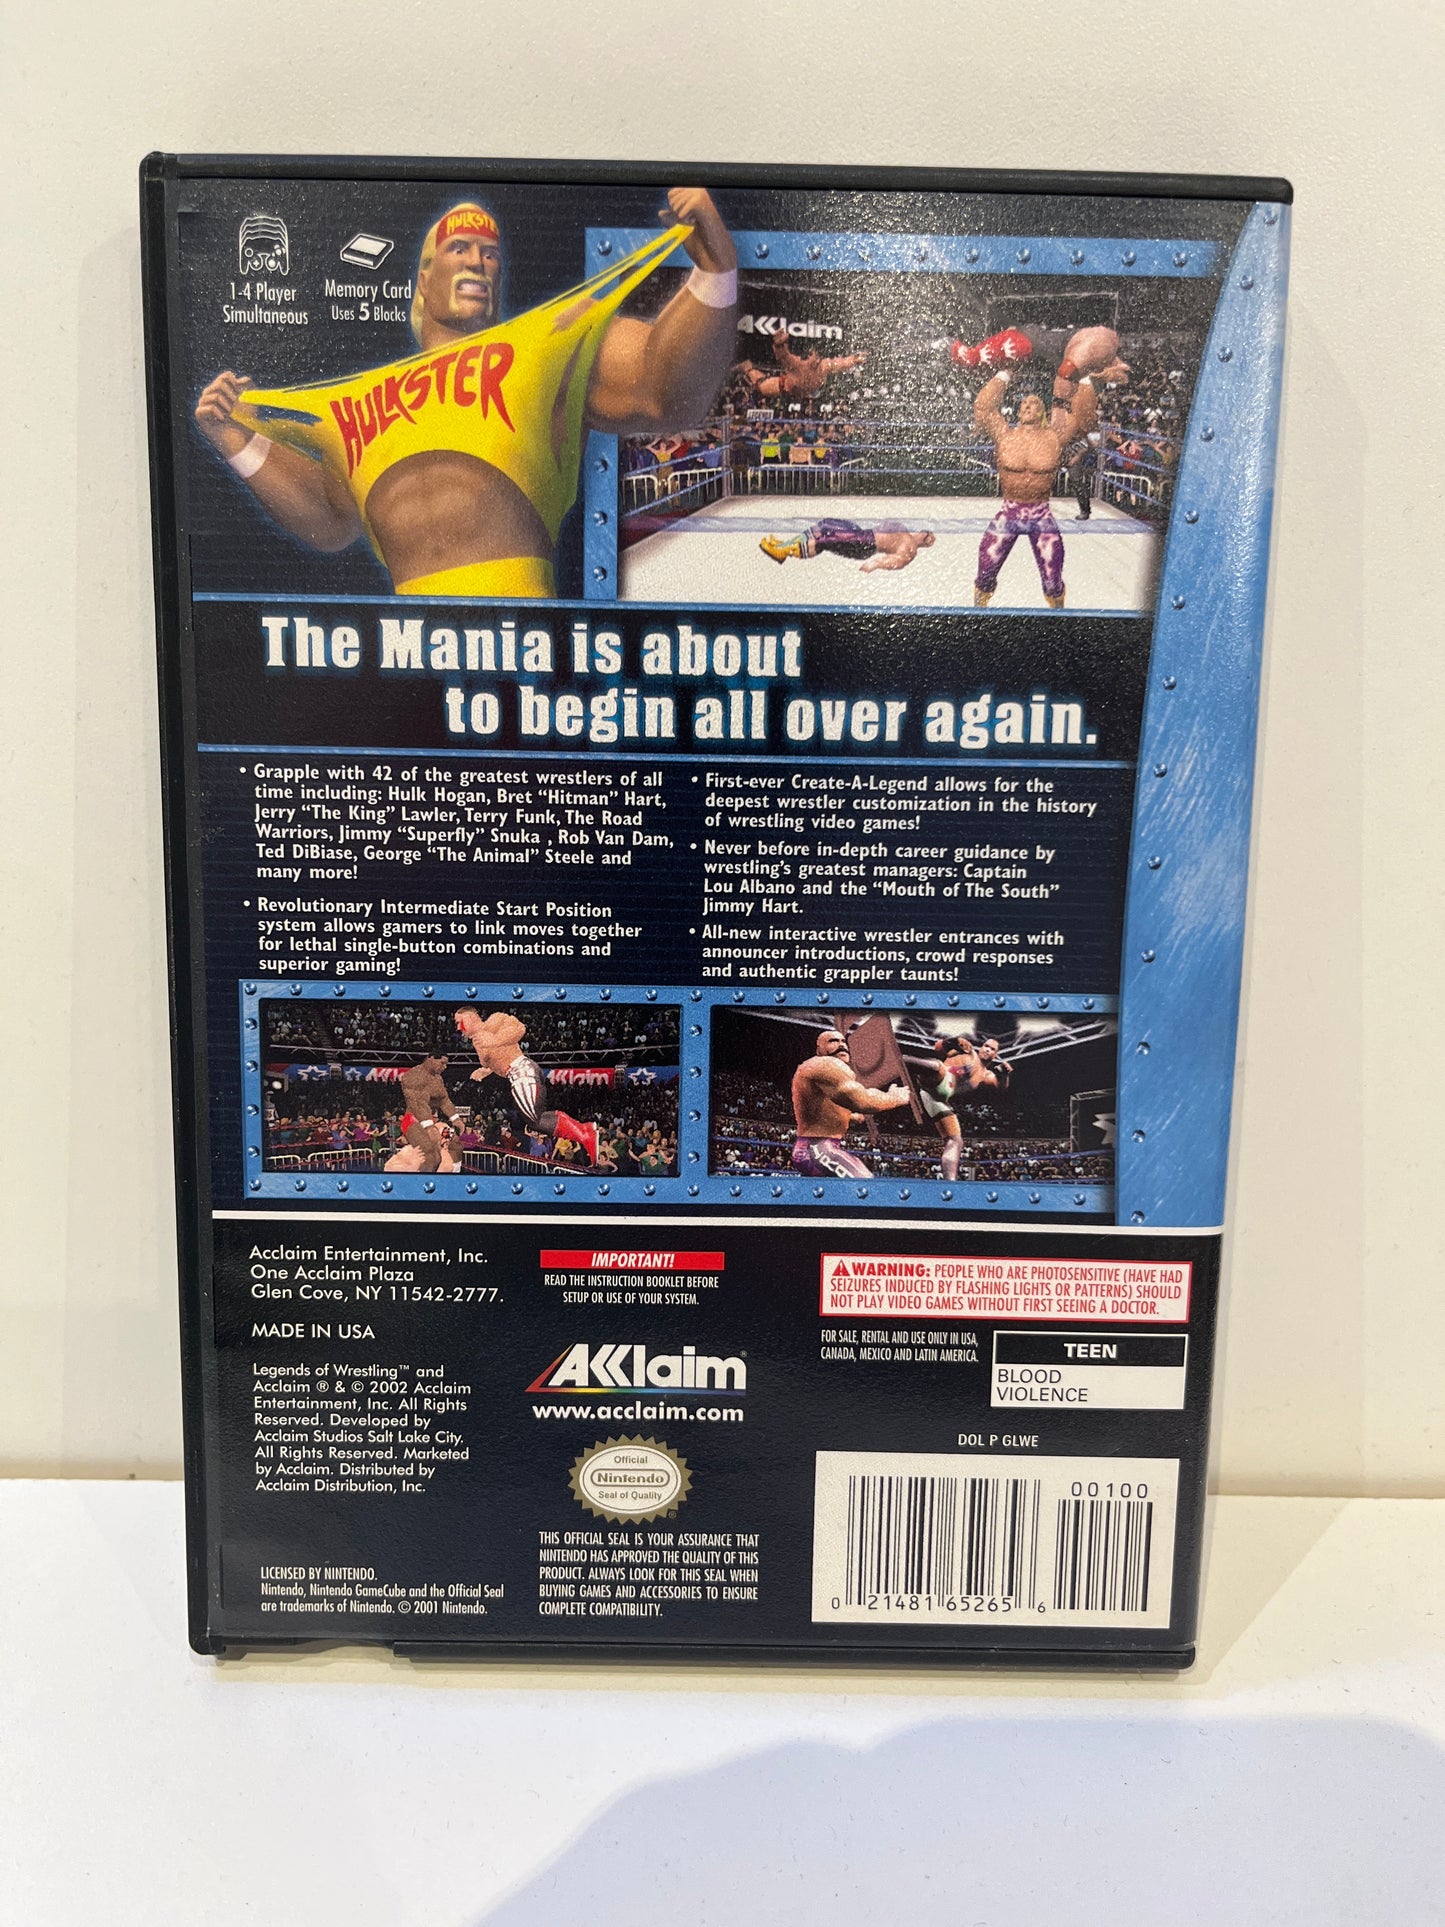 1-4 Player
Simultaneous
Memory Card
Uses 5 Blocks
HULKSTE
HULKSTER
Acclaim
The Mania is about
to begin all over again.
• Grapple with 42 of the greatest wrestlers of all
time including: Hulk Hogan, Bret "Hitman" Hart,
Jerry "The King" Lawler, Terry Funk, The Road
Warriors, Jimmy "Superfly" Snuka , Rob Van Dam,
Ted DiBiase, George "The Animal" Steele and
many more!
• Revolutionary Intermediate Start Position
system allows gamers to link moves together
for lethal single-button combinations and
superior gaming!
• First-ever Create-A-Legend allows for the
deepest wrestler customization in the history
of wrestling video games!
• Never before in-depth career guidance by
wrestling's greatest managers: Captain
Lou Albano and the "Mouth of The South"
Jimmy Hart.
• All-new interactive wrestler entrances with
announcer introductions, crowd responses
and authentic grappler taunts!
Acclaim
Acclaim Entertainment, Inc.
One Acclaim Plaza
Glen Cove, NY 11542-2777.
MADE IN USA
Legends of Wrestling™ and
Acclaim ® & © 2002 Acclaim
Entertainment, Inc. All Rights
Reserved. Developed by
Acclaim Studios Salt Lake City.
All Rights Reserved. Marketed
by Acclaim. Distributed by
Acclaim Distribution, Inc.
LICENSED BY NINTENDO.
Nintendo, Nintendo GameCube and the Official Seal
are trademarks of Nintendo. © 2001 Nintendo.
IMPORTANT!
READ THE INSTRUCTION BOOKLET BEFORE
SETUP OR USE OF YOUR SYSTEM.
Acclaim®
www.acclaim.com
Official
Nintendo
Seal of Quality
®
THIS OFFICIAL SEAL IS YOUR ASSURANCE THAT
NINTENDO HAS APPROVED THE QUALITY OF THIS
PRODUCT. ALWAYS LOOK FOR THIS SEAL WHEN
BUYING GAMES AND ACCESSORIES TO ENSURE
COMPLETE COMPATIBILITY.
WARNING: PEOPLE WHO ARE PHOTOSENSITIVE (HAVE HAD
SEIZURES INDUCED BY FLASHING LIGHTS OR PATTERNS) SHOULD
NOT PLAY VIDEO GAMES WITHOUT FIRST SEEING A DOCTOR.
FOR SALE, RENTAL AND USE ONLY IN USA,
CANADA, MEXICO AND LATIN AMERICA.
TEEN
BLOOD
VIOLENCE
DOL P GLWE
00100
0 21481 65265 6